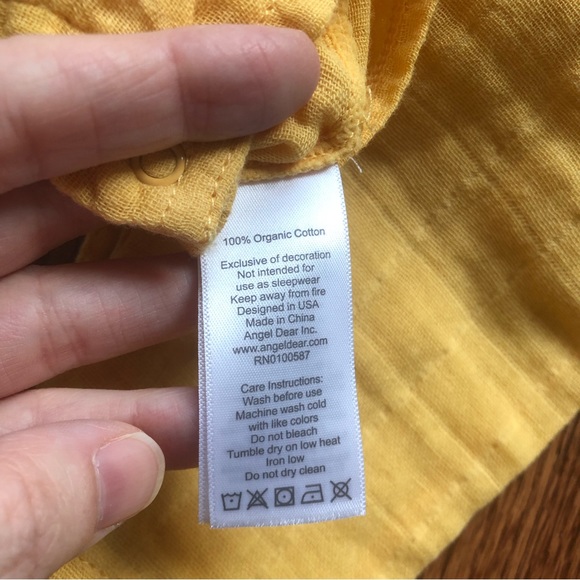 100% Organic Cotton
Exclusive of decoration
Not intended for
use as sleepwear
Keep away from fire
Designed in USA
Made in China
Angel Dear Inc.
www.angeldear.com
RN0100587
Care Instructions:
Wash before use
Machine wash cold
with like colors
Do not bleach
Tumble dry on low heat
Iron low
Do not dry clean